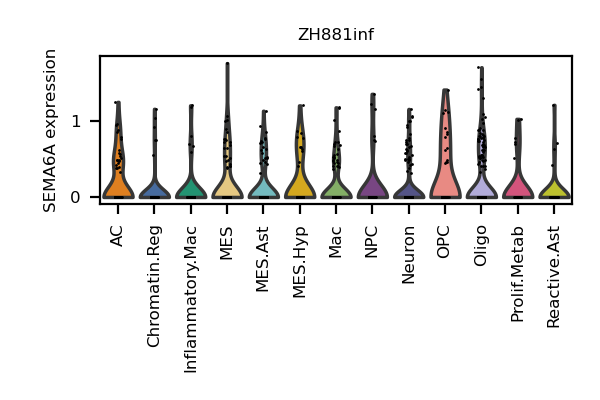 ZH881inf
SEMA6A expression
1
0
AC
Chromatin.Reg
Inflammatory.Mac
MES
MES.Ast
MES.Hyp
Mac
NPC
Neuron
OPC
Oligo
Prolif.Metab
Reactive.Ast